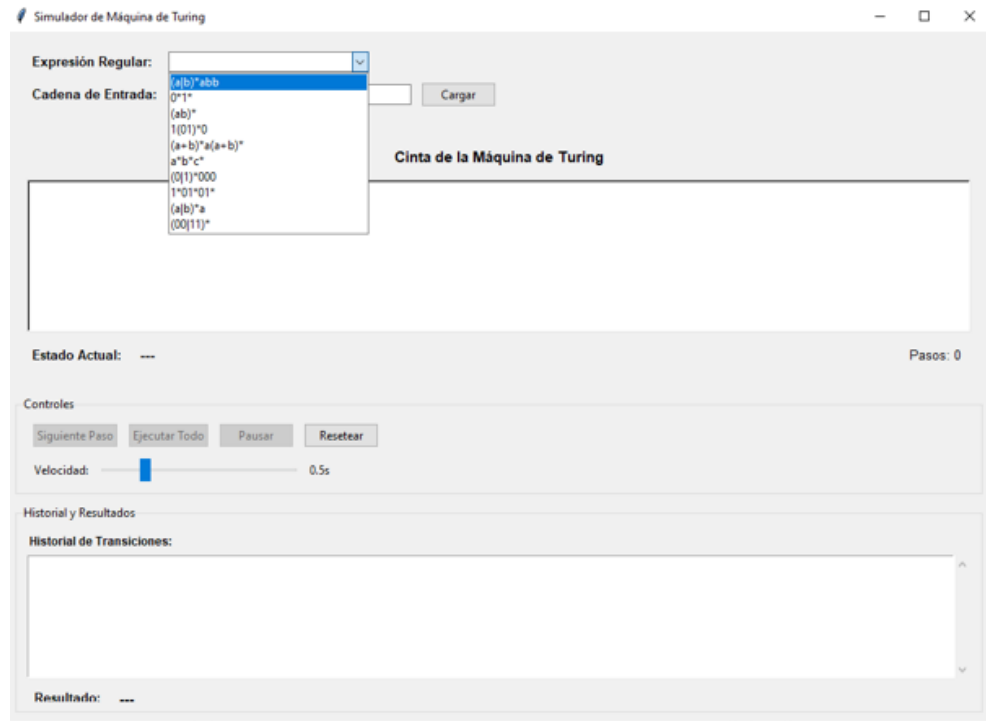 Simulador de Máquina de Turing
Expresión Regular:
(a|b)*abb
Cadena de Entrada:
Cargar
0*1*
(ab)*
1(01)*0
(a+b)*a(a+b)*
a*b*c*
(0|1)*000
1*01*01*
(a|b)*a
(00|11)*
Cinta de la Máquina de Turing
Estado Actual: ---
Pasos: 0
Controles
Siguiente Paso Ejecutar Todo Pausar Resetear
Velocidad: 0.5s
Historial y Resultados
Historial de Transiciones:
Resultado: ---